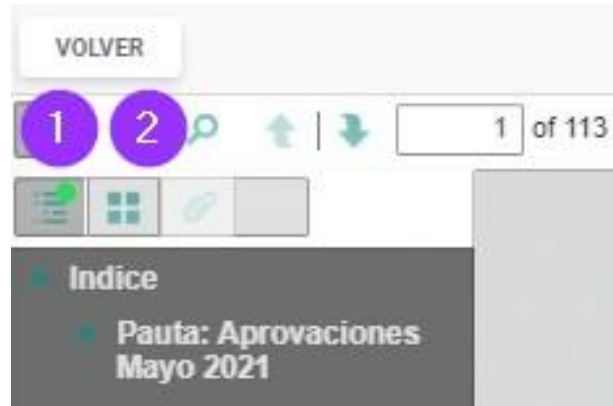 VOLVER
1 2 1 of 113
Indice
Pauta: Aprovaciones
Mayo 2021